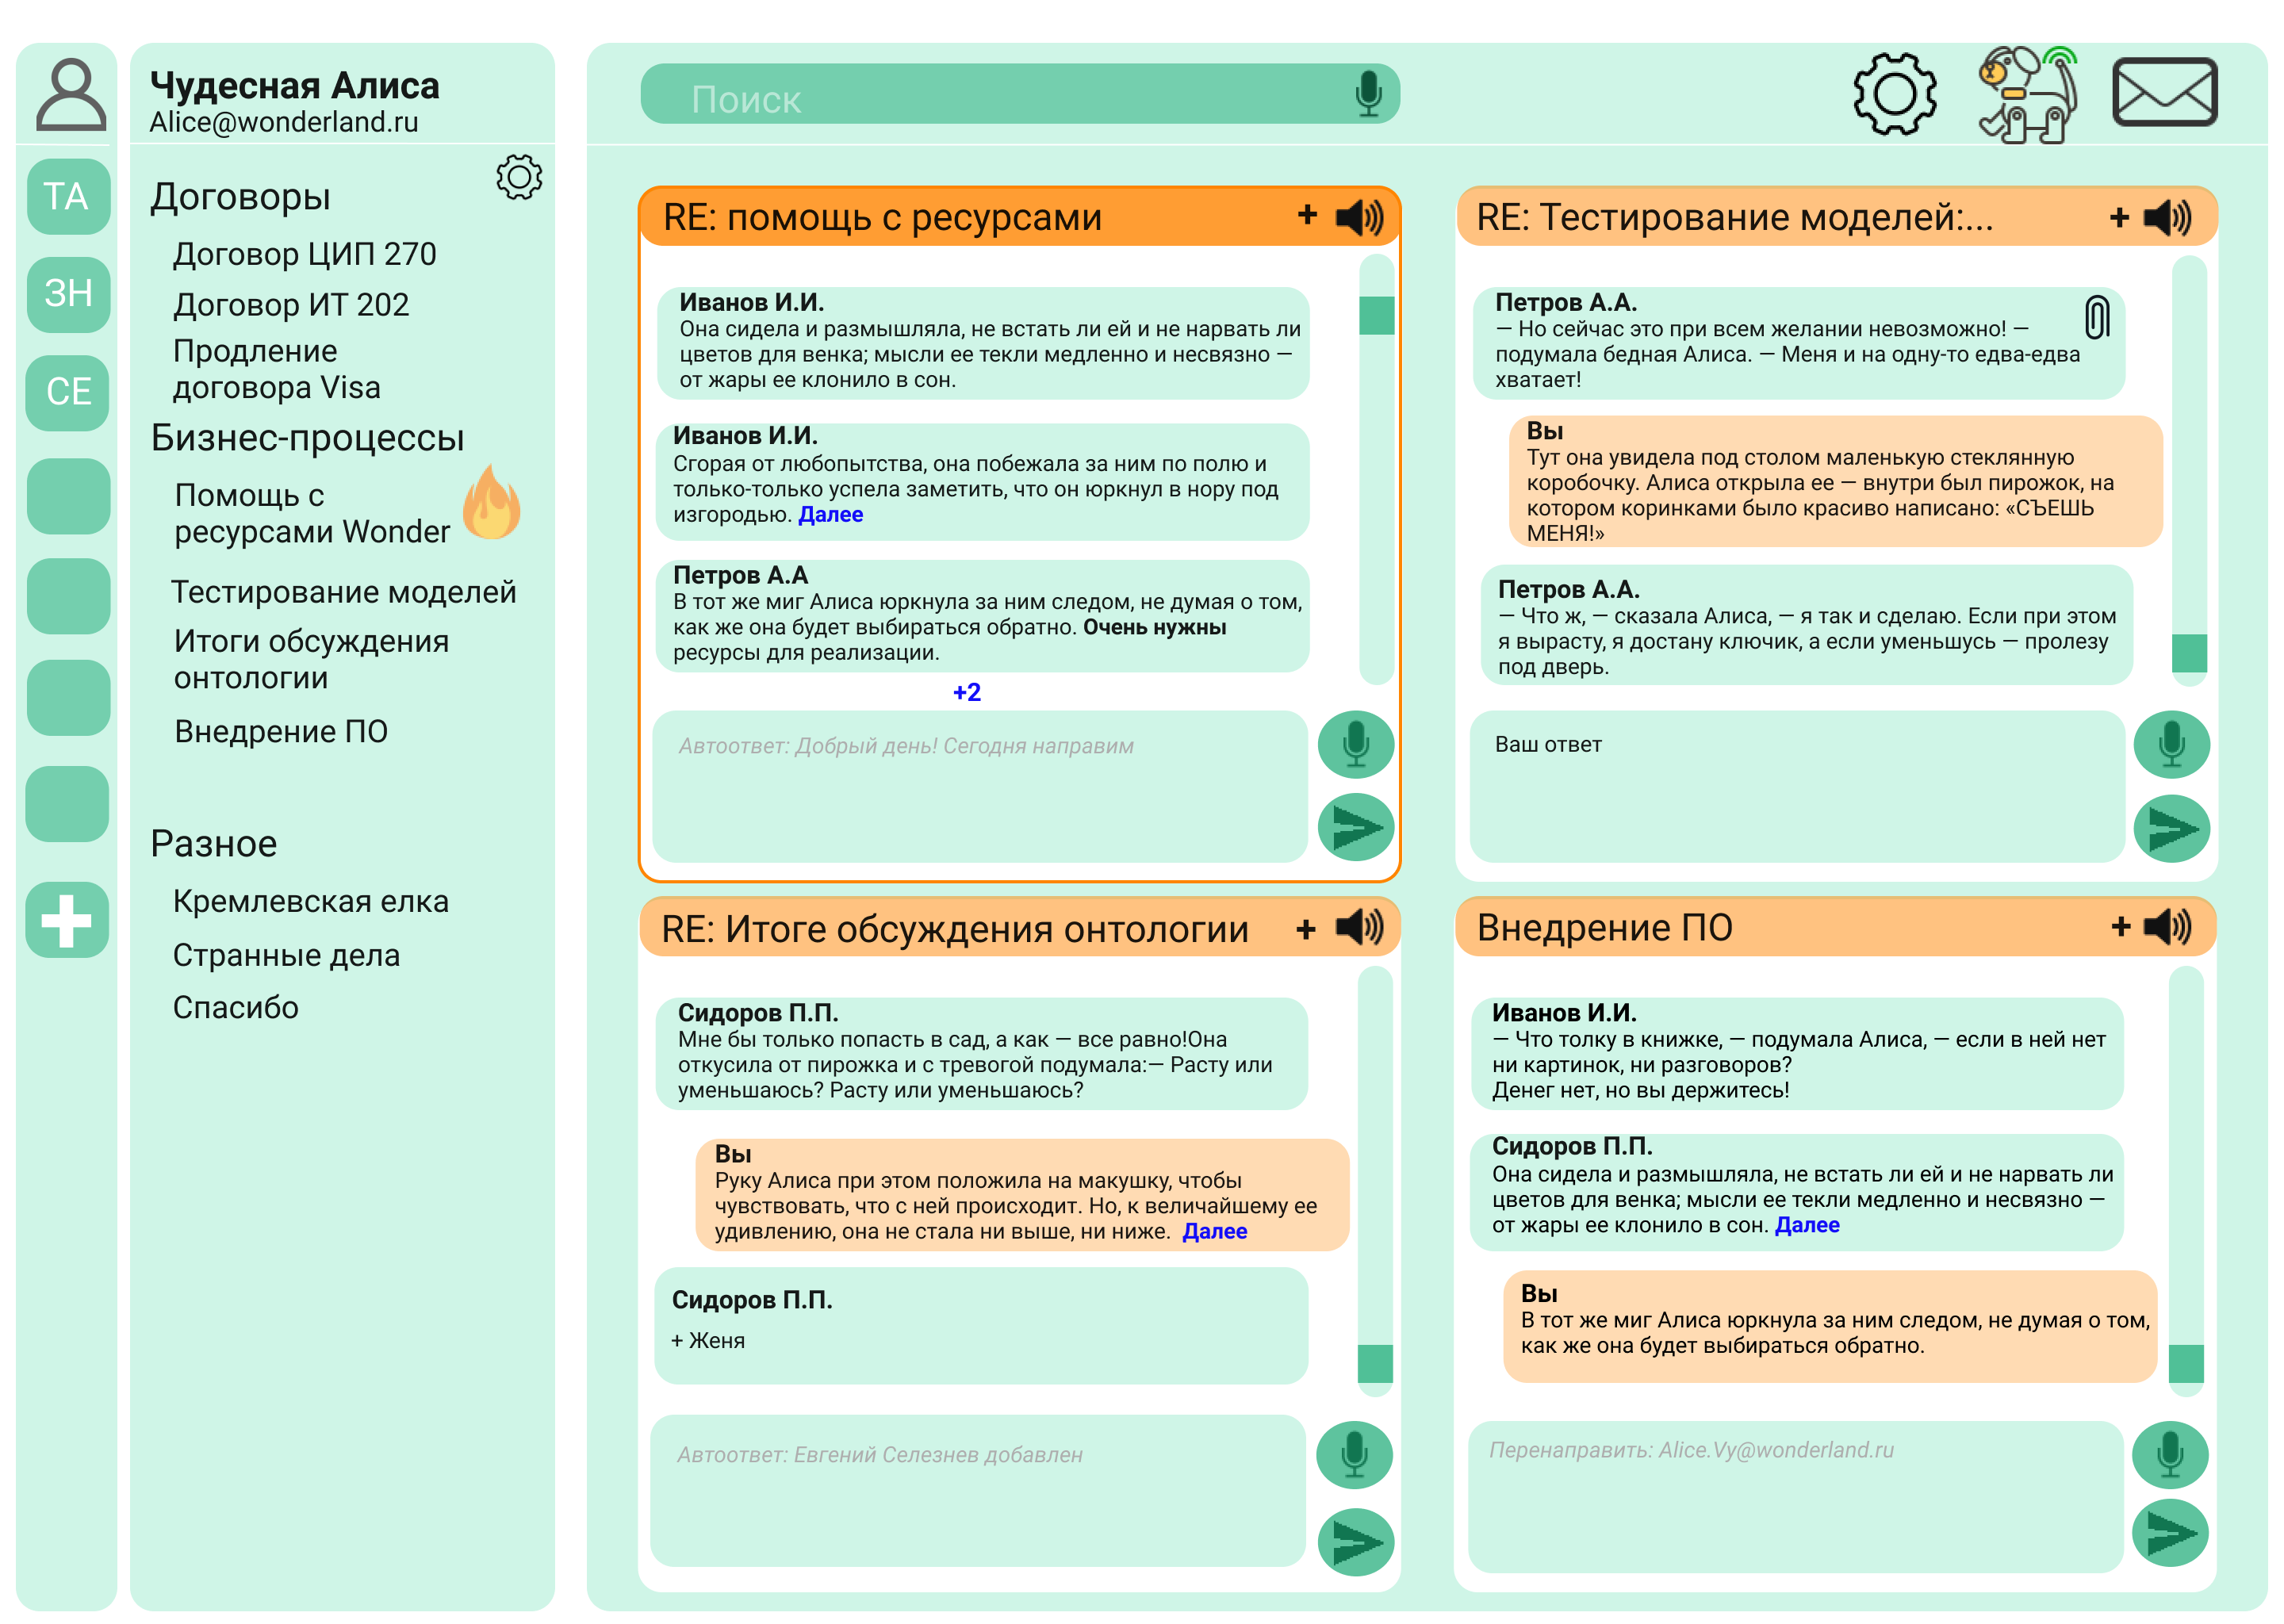 Чудесная Алиса
Alice@wonderland.ru
ТА
ЗН
СЕ
Договоры
Договор ЦИП 270
Договор ИТ 202
Продление
договора Visa
Бизнес-процессы
Помощь с
ресурсами Wonder
Тестирование моделей
Итоги обсуждения
онтологии
Внедрение ПО
Разное
Кремлевская елка
Странные дела
Спасибо
Поиск
RE: помощь с ресурсами +
Иванов И.И.
Она сидела и размышляла, не встать ли ей и не нарвать ли
цветов для венка; мысли ее текли медленно и несвязно —
от жары ее клонило в сон.
Иванов И.И.
Сгорая от любопытства, она побежала за ним по полю и
только-только успела заметить, что он юркнул в нору под
изгородью. Далее
Петров А.А
В тот же миг Алиса юркнула за ним следом, не думая о том,
как же она будет выбираться обратно. Очень нужны
ресурсы для реализации.
+2
Автоответ: Добрый день! Сегодня направим
RE: Тестирование моделей:... +
Петров А.А.
— Но сейчас это при всем желании невозможно! —
подумала бедная Алиса. — Меня и на одну-то едва-едва
хватает!
Вы
Тут она увидела под столом маленькую стеклянную
коробочку. Алиса открыла ее — внутри был пирожок, на
котором коринками было красиво написано: «СЪЕШЬ
МЕНЯ!»
Петров А.А.
— Что ж, — сказала Алиса, — я так и сделаю. Если при этом
я вырасту, я достану ключик, а если уменьшусь — пролезу
под дверь.
Ваш ответ
RE: Итоге обсуждения онтологии +
Сидоров П.П.
Мне бы только попасть в сад, а как — все равно!Она
откусила от пирожка и с тревогой подумала:— Расту или
уменьшаюсь? Расту или уменьшаюсь?
Вы
Руку Алиса при этом положила на макушку, чтобы
чувствовать, что с ней происходит. Но, к величайшему ее
удивлению, она не стала ни выше, ни ниже. Далее
Сидоров П.П.
+ Женя
Автоответ: Евгений Селезнев добавлен
Внедрение ПО +
Иванов И.И.
— Что толку в книжке, — подумала Алиса, — если в ней нет
ни картинок, ни разговоров?
Денег нет, но вы держитесь!
Сидоров П.П.
Она сидела и размышляла, не встать ли ей и не нарвать ли
цветов для венка; мысли ее текли медленно и несвязно —
от жары ее клонило в сон. Далее
Вы
В тот же миг Алиса юркнула за ним следом, не думая о том,
как же она будет выбираться обратно.
Перенаправить: Alice.Vy@wonderland.ru